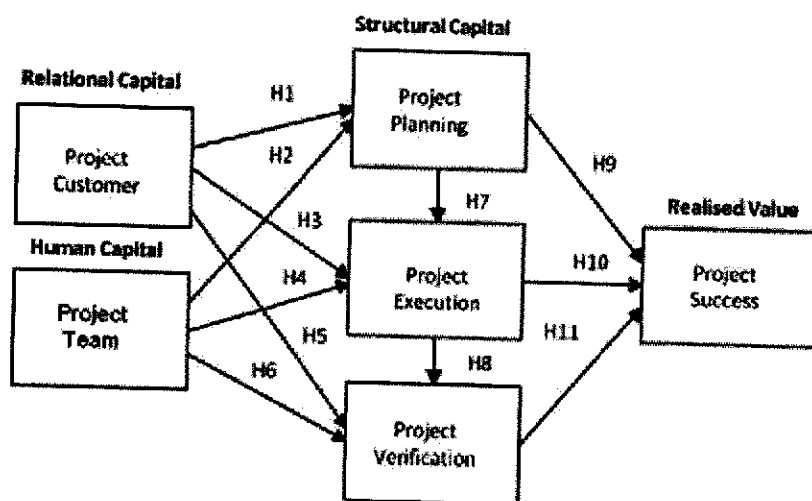 Structural Capital
Relational Capital
H1
Project
Planning
H2
Project
Customer
H9
H7
Realised Value
H3
Human Capital
H4
Project
Execution
H10
Project
Success
Project
Team
H5
H11
H6
H8
Project
Verification